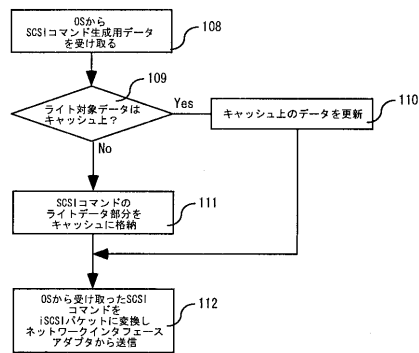 OSから
SCSIコマンド生成用データ
を受け取る
108
109
ライト対象データは
キャッシュ上?
Yes
キャッシュ上のデータを更新
110
No
SCSIコマンドの
ライトデータ部分を
キャッシュに格納
111
OSから受け取ったSCSI
コマンドを
iSCSIパケットに変換し
ネットワークインタフェース
アダプタから送信
112